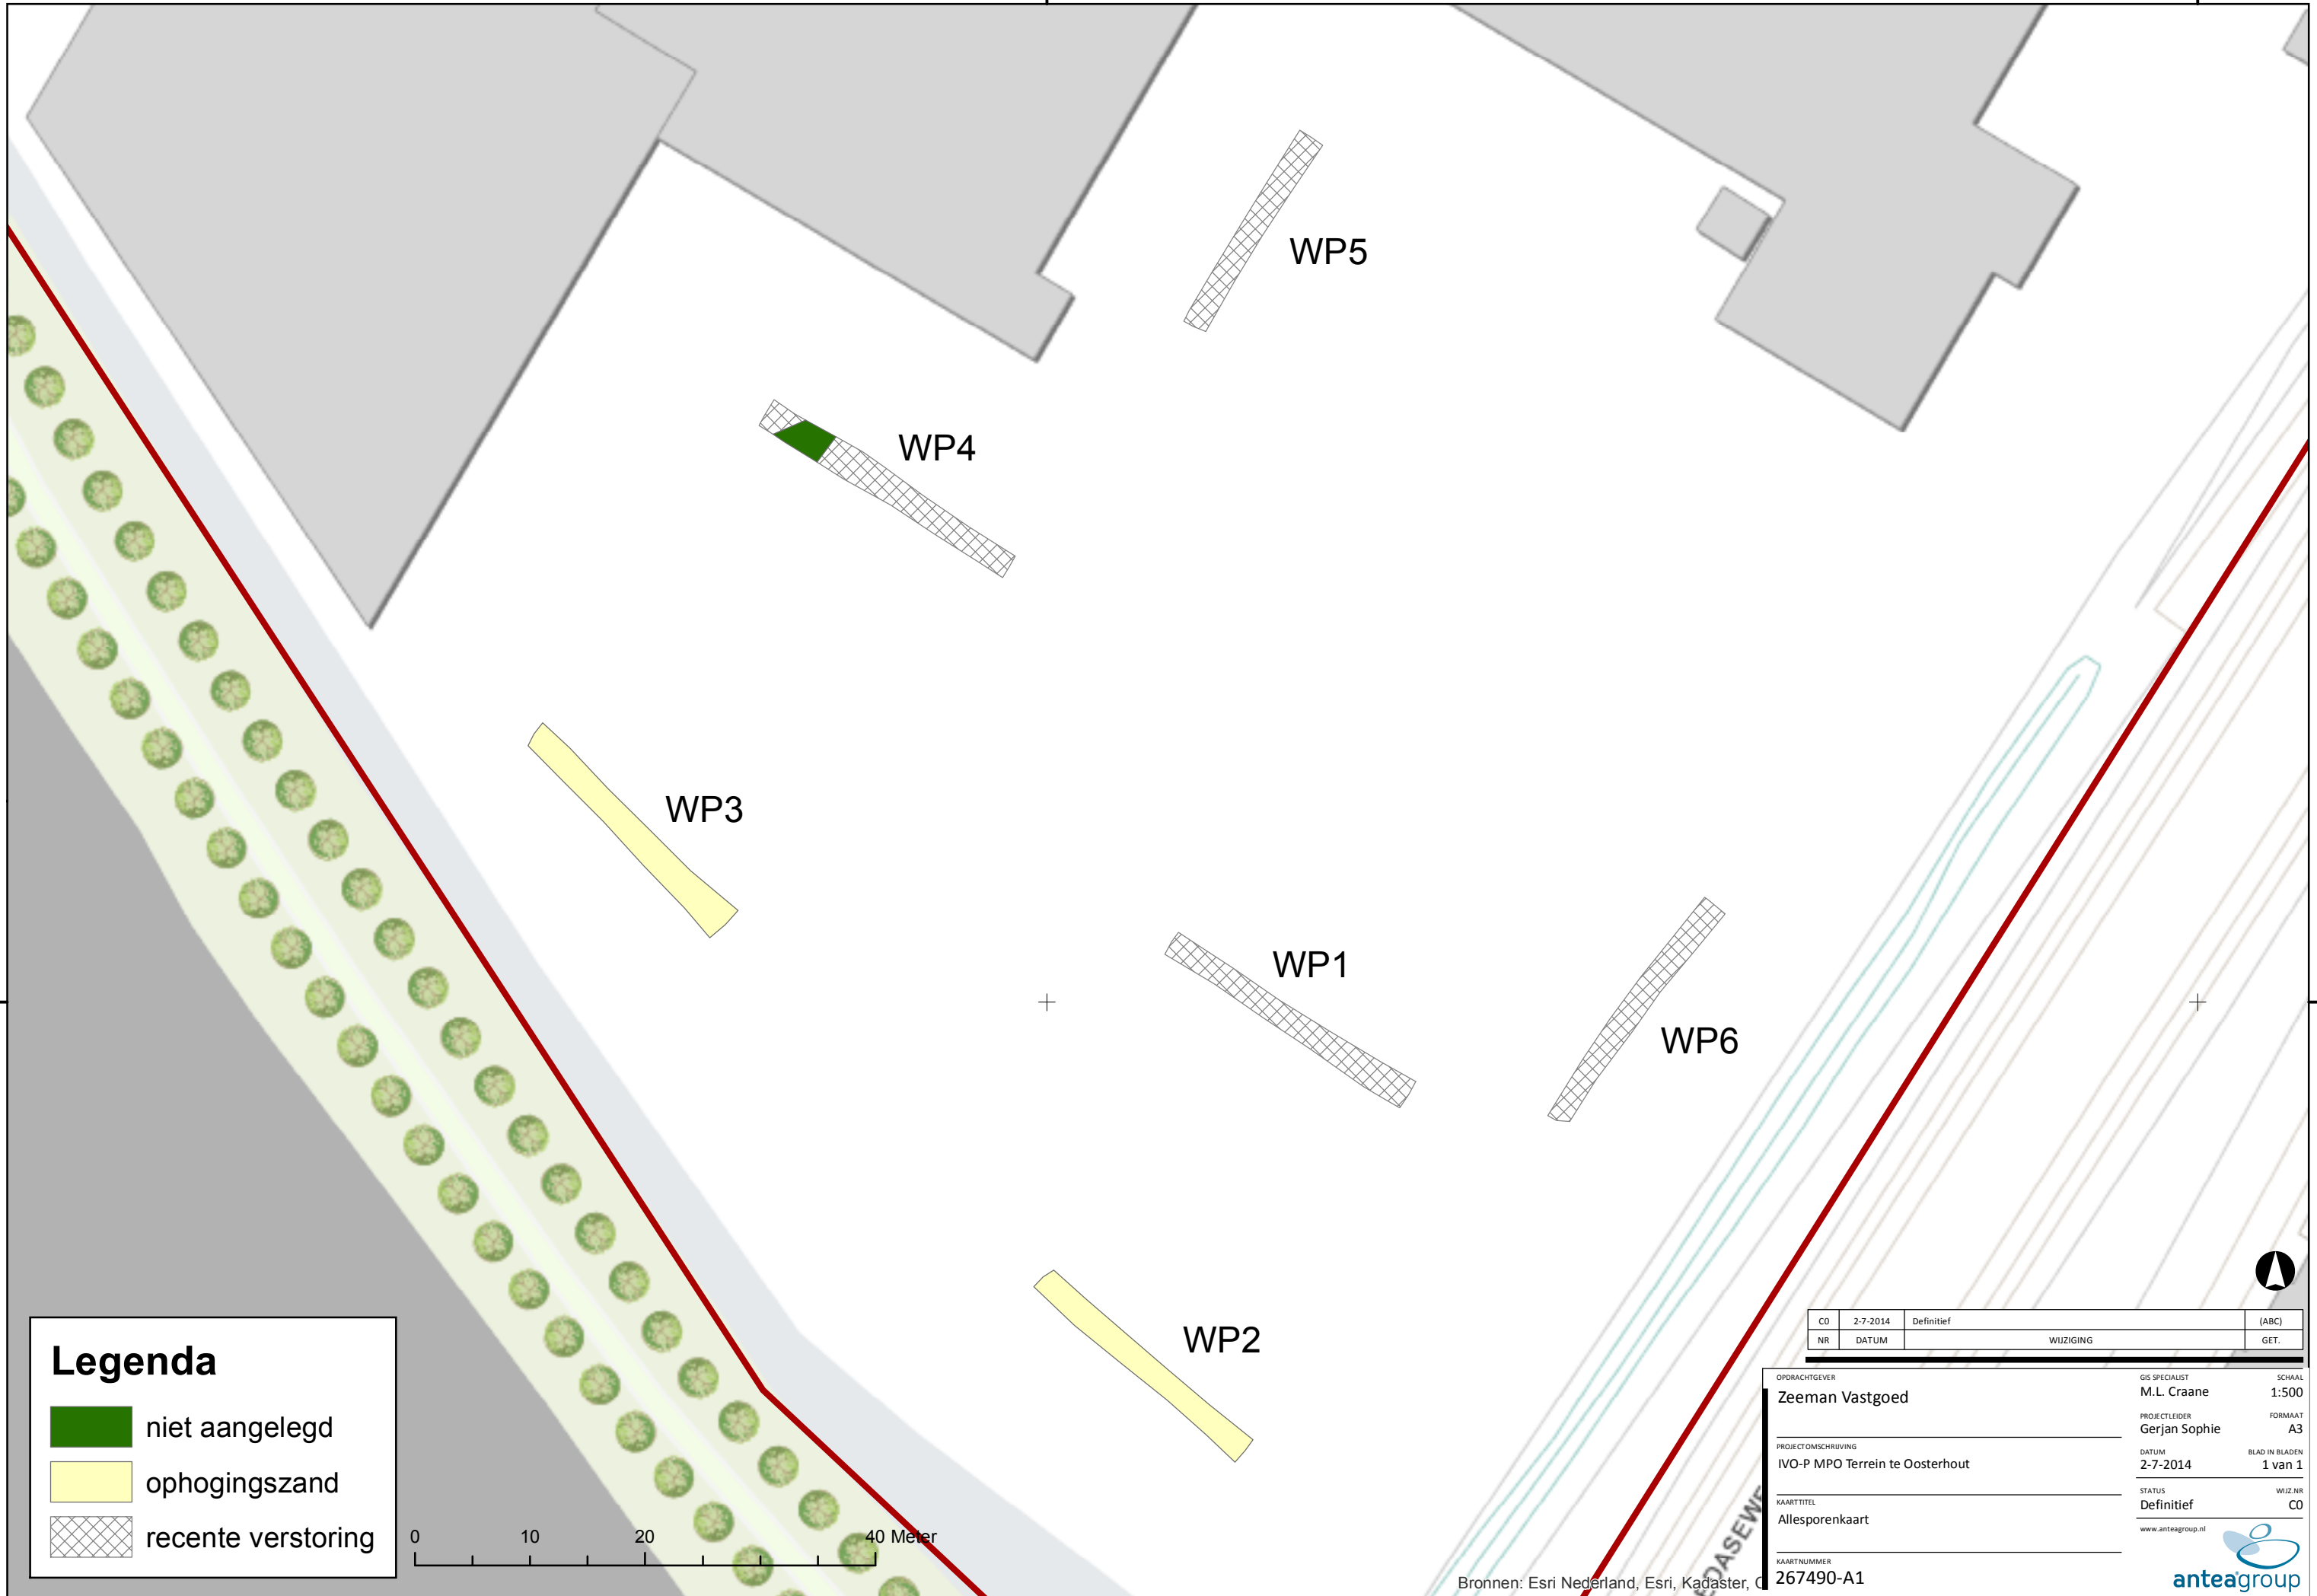 WP5
WP4
WP3
WP1
WP6
WP2
Legenda
niet aangelegd
ophogingszand
recente verstoring
0 10 20 40 Meter
Bronnen: Esri Nederland, Esri, Kadaster,
C0 2-7-2014 Definitief (ABC)
NR DATUM WIJZIGING GET.
OPDRACHTGEVER
Zeeman Vastgoed
PROJECTOMSCHRIJVING
IVO-P MPO Terrein te Oosterhout
KAARTTITEL
Allesporenkaart
KAARTNUMMER
267490-A1
GIS SPECIALIST SCHAAL
M.L. Craane 1:500
PROJECTLEIDER FORMAAT
Gerjan Sophie A3
DATUM BLAD IN BLADEN
2-7-2014 1 van 1
STATUS WIJZ.NR
Definitief C0
www.anteagroup.nl
anteagroup